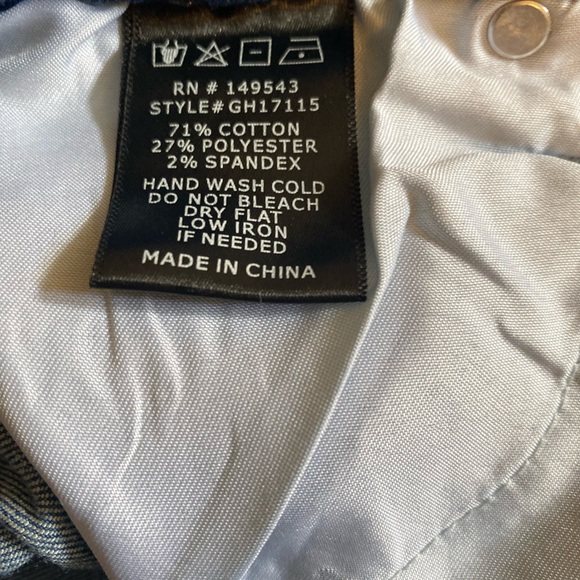 RN # 149543
STYLE#GH17115
71% COTTON
27% POLYESTER
2% SPANDEX
HAND WASH COLD
DO NOT BLEACH
DRY FLAT
LOW IRON
IF NEEDED
MADE IN CHINA